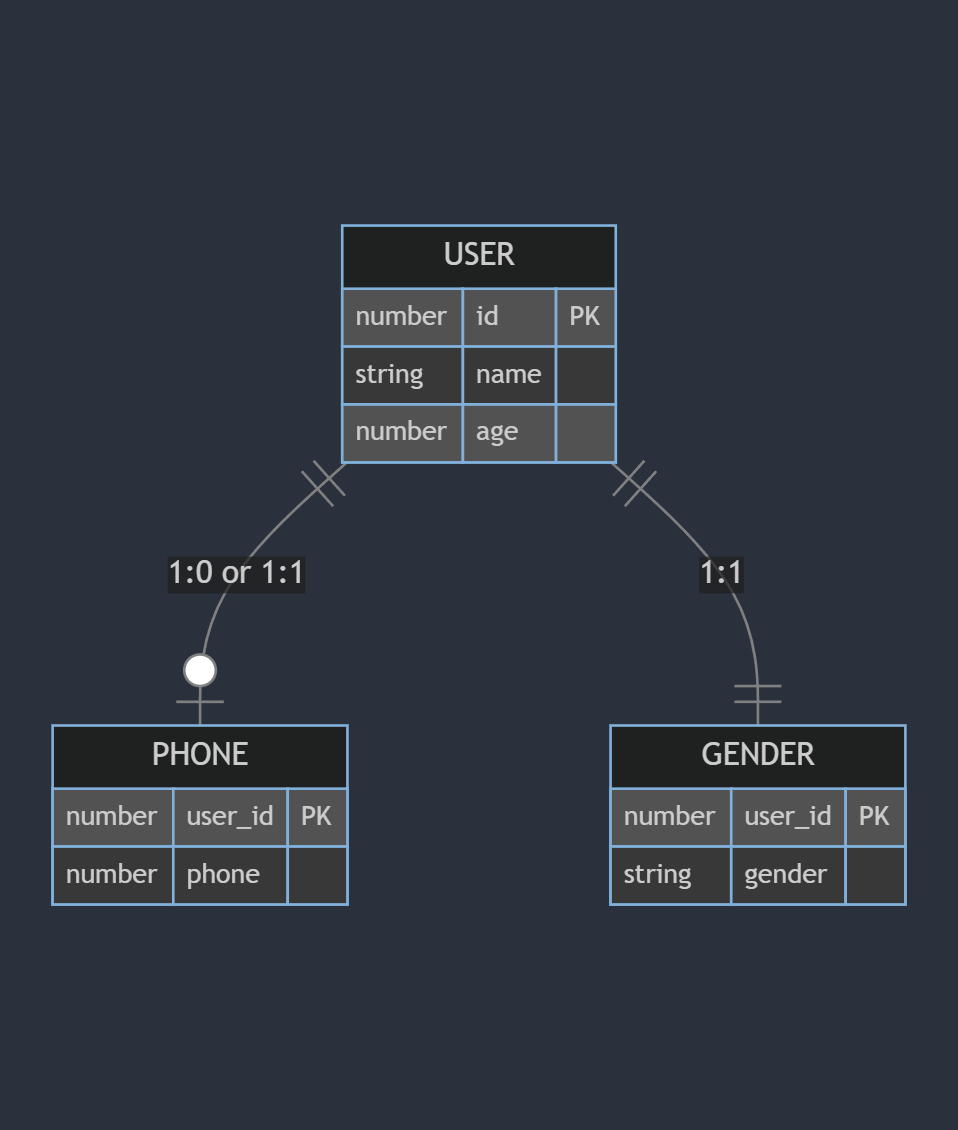 USER
number id PK
string name
number age
1:0 or 1:1
1:1
PHONE
number user_id PK
number phone
GENDER
number user_id PK
string gender